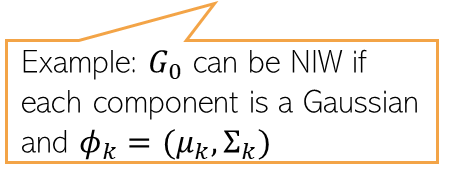 Example: G₀ can be NIW if
each component is a Gaussian
and ϕₖ = (μₖ, Σₖ)